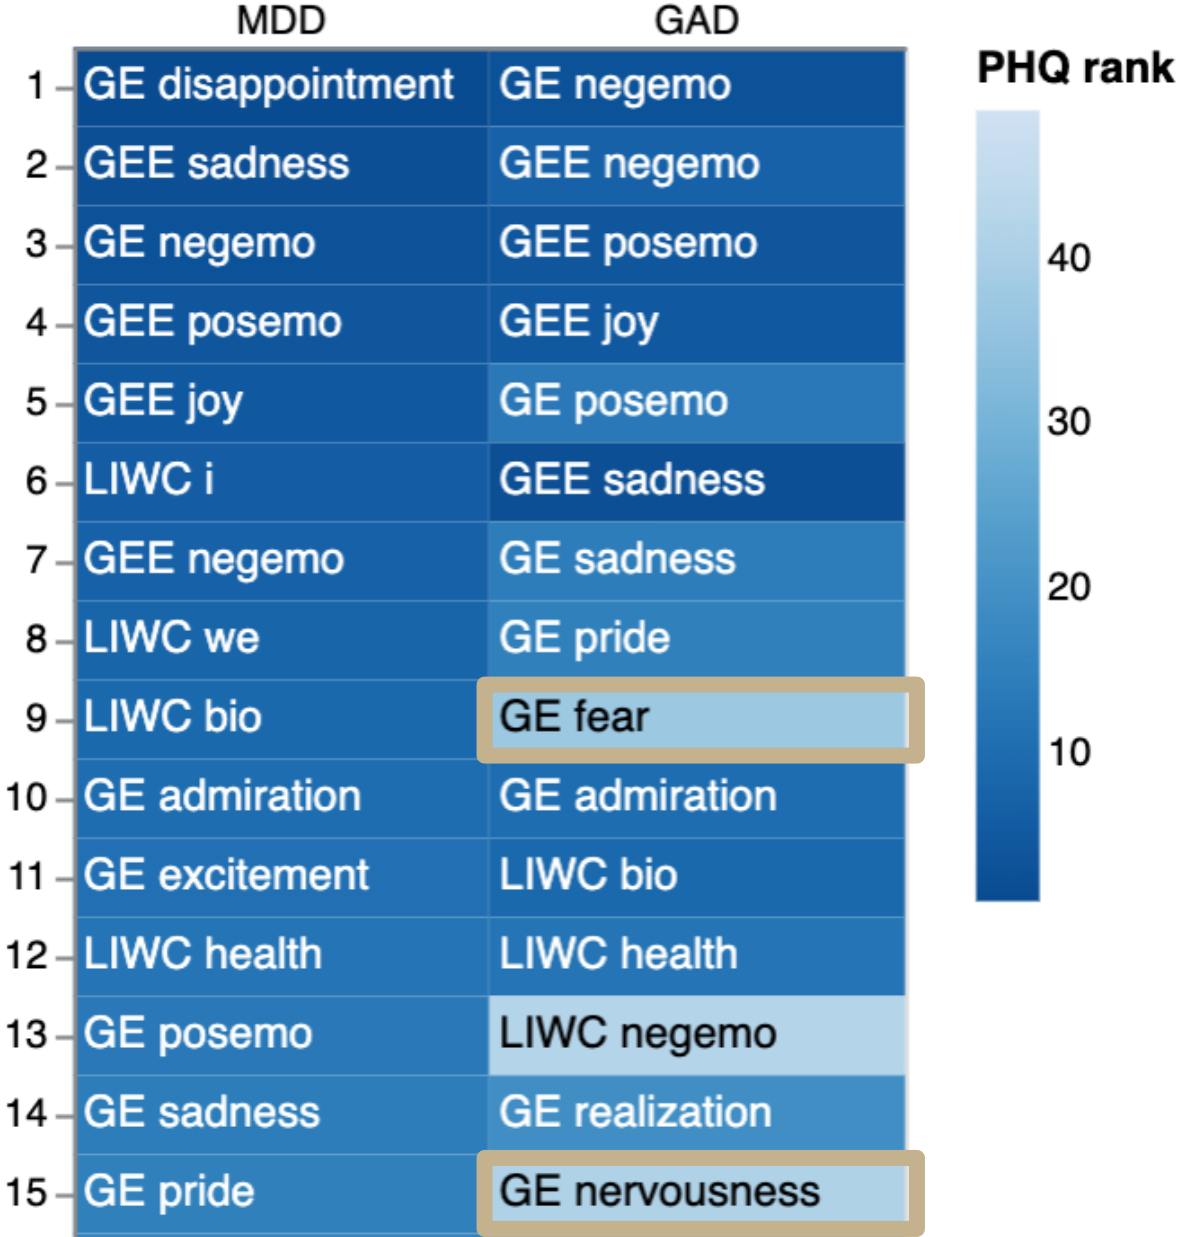 MDD GAD
PHQ rank
1 GE disappointment GE negemo
2 GEE sadness GEE negemo
3 GE negemo GEE posemo
4 GEE posemo GEE joy
5 GEE joy GE posemo
6 LIWC i GEE sadness
7 GEE negemo GE sadness
8 LIWC we GE pride
9 LIWC bio GE fear
10 GE admiration GE admiration
11 GE excitement LIWC bio
12 LIWC health LIWC health
13 GE posemo LIWC negemo
14 GE sadness GE realization
15 GE pride GE nervousness
40
30
20
10